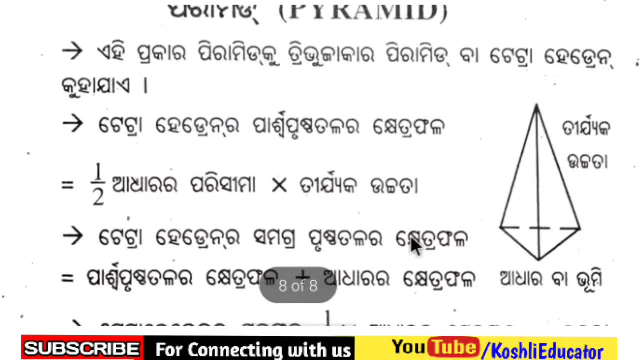 ପିରାମିଡ୍ (PYRAMID)
→ ଏହି ପ୍ରକାର ପିରାମିଡ୍‌କୁ ତ୍ରିଭୁଜାକାର ପିରାମିଡ୍ ବା ଟେଟ୍ରା ହେଡ୍ରେନ୍
କୁହାଯାଏ ।
→ ଟେଟ୍ରା ହେଡ୍ରେନ୍‌ର ପାର୍ଶ୍ୱପୃଷ୍ଠତଳର କ୍ଷେତ୍ରଫଳ
ତୀର୍ଯ୍ୟକ
ଉଚ୍ଚତା
= 1/2 ଆଧାରର ପରିସୀମା × ତୀର୍ଯ୍ୟକ ଉଚ୍ଚତା
→ ଟେଟ୍ରା ହେଡ୍ରେନ୍‌ର ସମଗ୍ର ପୃଷ୍ଠତଳର କ୍ଷେତ୍ରଫଳ
= ପାର୍ଶ୍ୱପୃଷ୍ଠତଳର କ୍ଷେତ୍ରଫଳ + ଆଧାରର କ୍ଷେତ୍ରଫଳ
ଆଧାର ବା ଭୂମି
8 of 8
SUBSCRIBE For Connecting with us YouTube/KoshliEducator